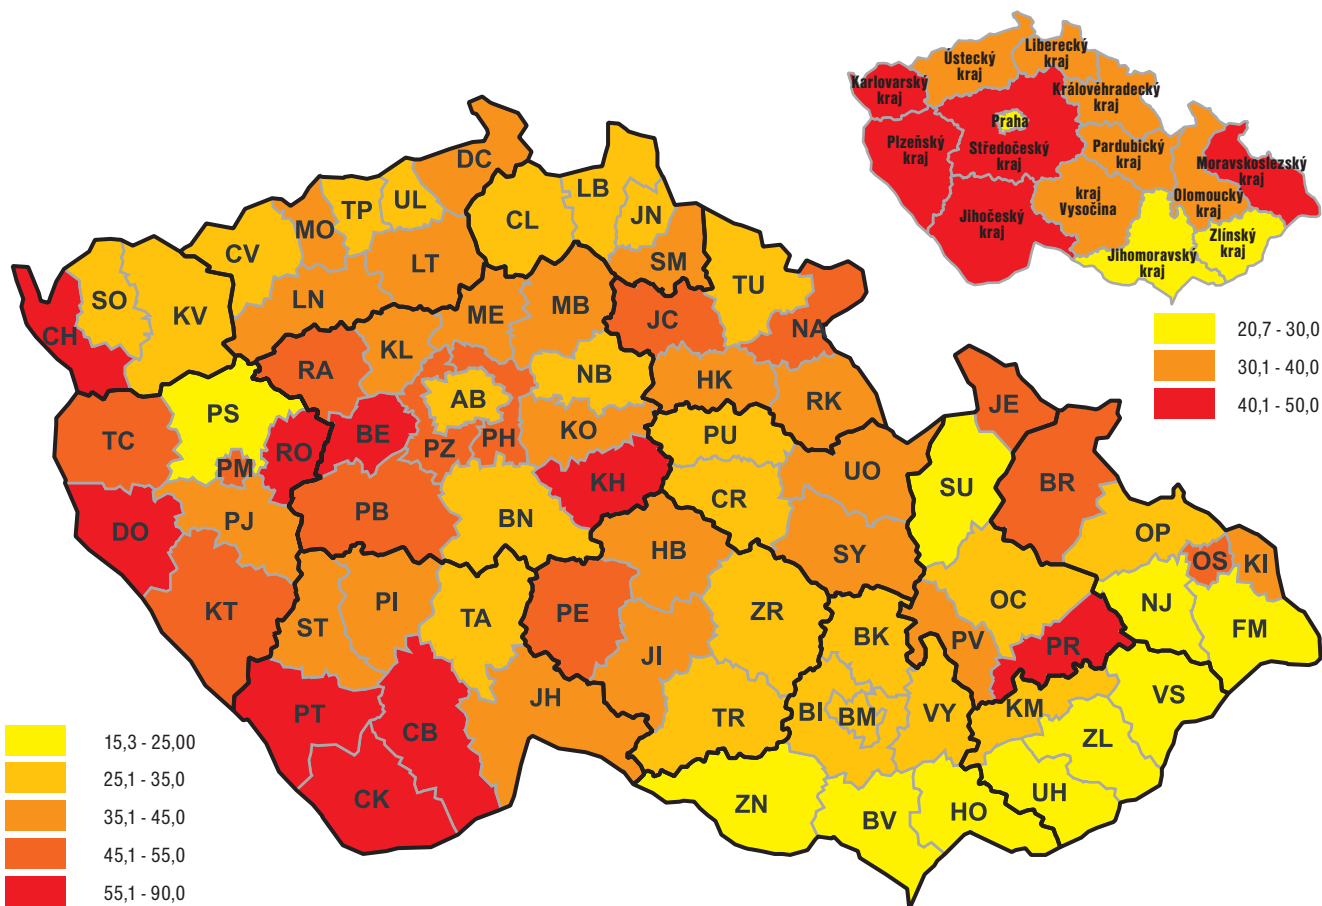 Ústecký
kraj
Liberecký
kraj
Karlovarský
kraj
Královéhradecký
kraj
Praha
Plzeňský
kraj
Středočeský
kraj
Pardubický
kraj
Moravskoslezský
kraj
kraj
Vysočina
Olomoucký
kraj
Jihočeský
kraj
Zlínský
kraj
Jihomoravský
kraj
20,7 - 30,0
30,1 - 40,0
40,1 - 50,0
DC
TP
UL
LB
CL
JN
MO
CV
LT
SM
SO
KV
LN
ME
MB
TU
CH
JC
NA
KL
RA
NB
HK
AB
RK
PS
JE
TC
RO
BE
PZ
PH
KO
PU
PM
UO
KH
SU
BR
CR
PB
BN
DO
PJ
OP
HB
SY
OS
KI
KT
ST
PI
TA
PE
ZR
OC
NJ
FM
BK
JI
PV
PR
JH
VS
PT
CB
TR
BI
BM
VY
KM
ZL
CK
ZN
BV
HO
UH
15,3 - 25,00
25,1 - 35,0
35,1 - 45,0
45,1 - 55,0
55,1 - 90,0